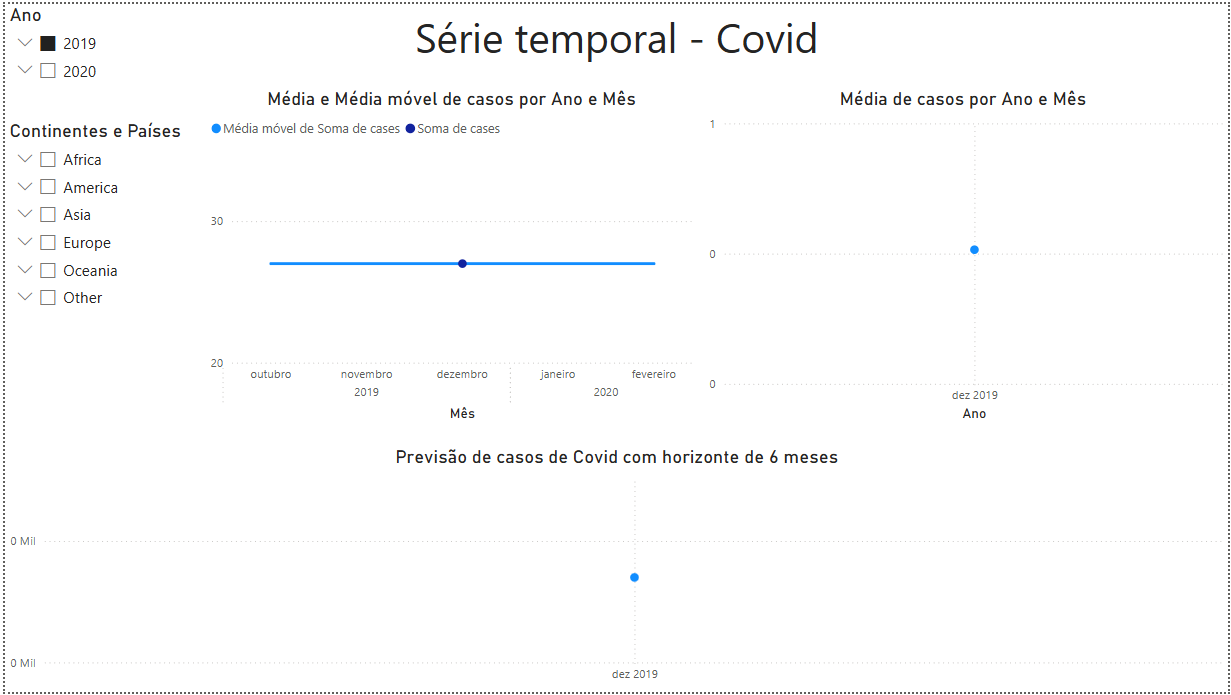 Ano
2019
2020
Série temporal - Covid
Continentes e Países
Africa
America
Asia
Europe
Oceania
Other
Média e Média móvel de casos por Ano e Mês
Média móvel de Soma de cases Soma de cases
30
20
outubro novembro dezembro janeiro fevereiro
2019 2020
Mês
Média de casos por Ano e Mês
1
0
0
dez 2019
Ano
Previsão de casos de Covid com horizonte de 6 meses
0 Mil
0 Mil
dez 2019